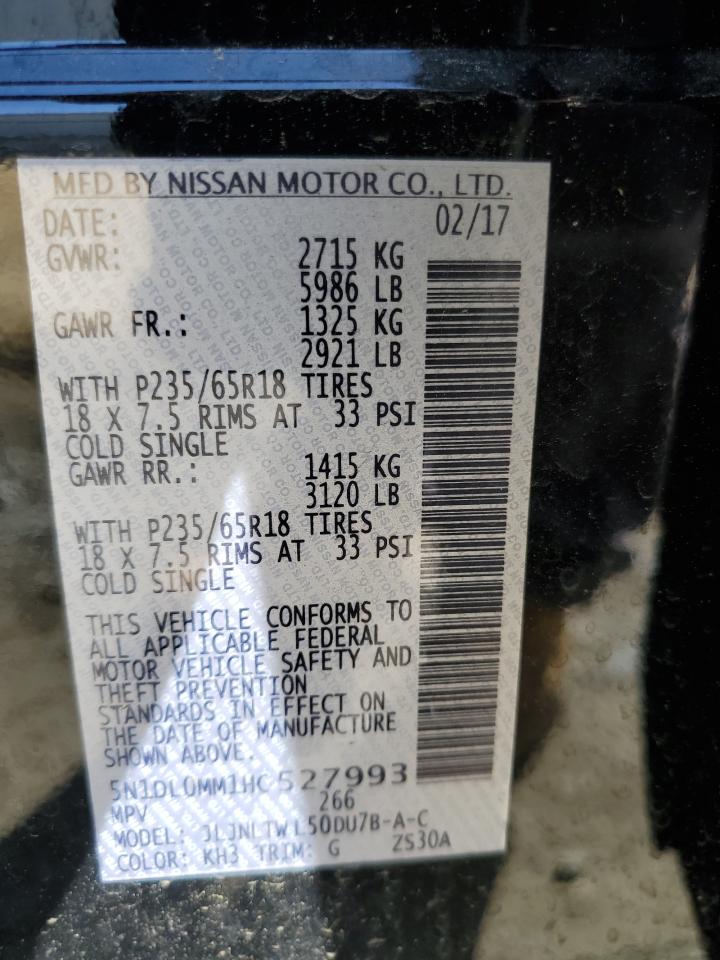 MFD BY NISSAN MOTOR CO., LTD.
DATE: 02/17
GVWR: 2715 KG
5986 LB
GAWR FR.: 1325 KG
2921 LB
WITH P235/65R18 TIRES
18 X 7.5 RIMS AT 33 PSI
COLD SINGLE
GAWR RR.: 1415 KG
3120 LB
WITH P235/65R18 TIRES
18 X 7.5 RIMS AT 33 PSI
COLD SINGLE
THIS VEHICLE CONFORMS TO
ALL APPLICABLE FEDERAL
MOTOR VEHICLE SAFETY AND
THEFT PREVENTION
STANDARDS IN EFFECT ON
THE DATE OF MANUFACTURE
SHOWN ABOVE.
5N1DL0MM1HC527993
MPV 266
MODEL: JLJNLTWL50DU7B-A-C
COLOR: KH3 TRIM: G ZS30A